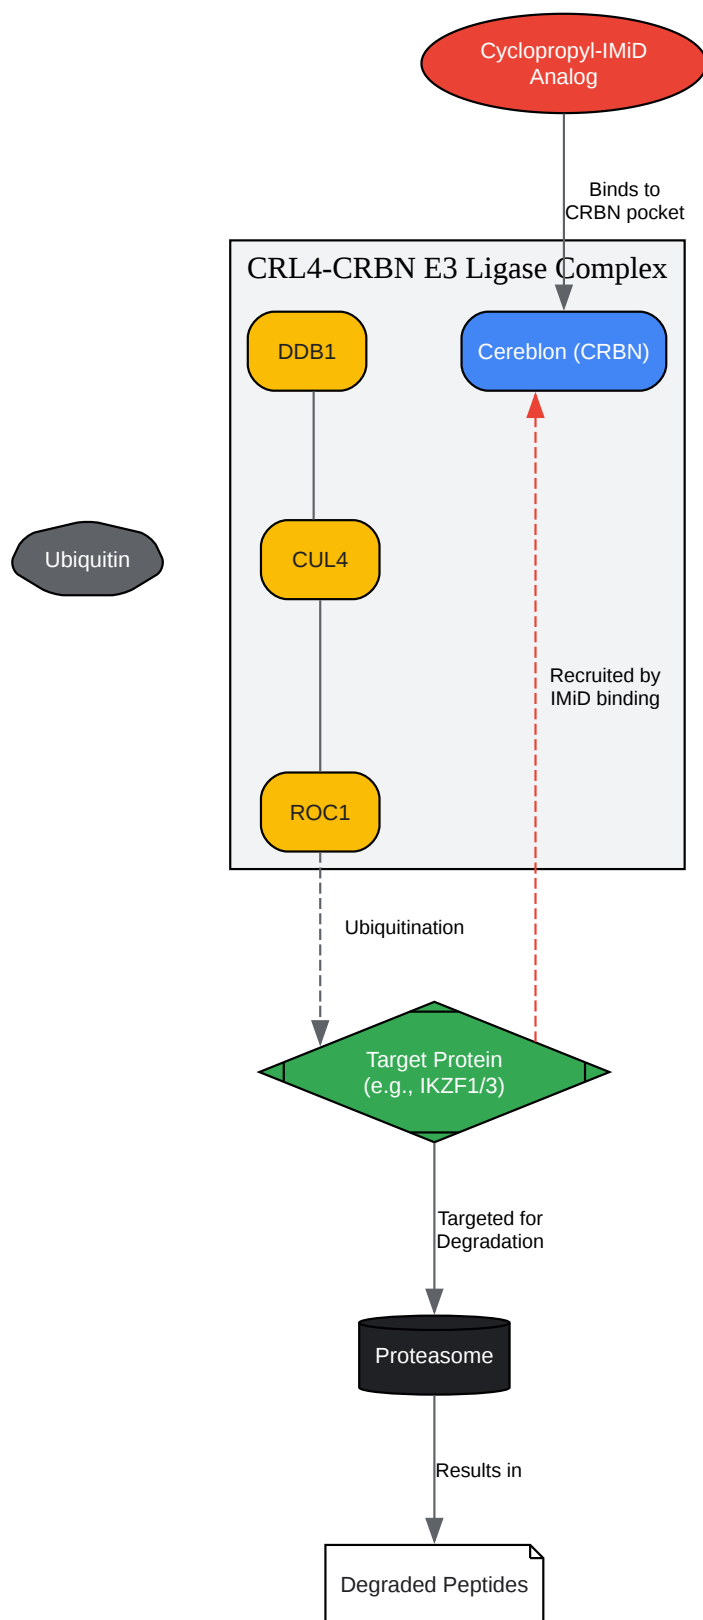 Cyclopropyl-IMiD
Analog
Binds to
CRBN pocket
CRL4-CRBN E3 Ligase Complex
DDB1
Cereblon (CRBN)
Ubiquitin
CUL4
Recruited by
IMiD binding
ROC1
Ubiquitination
Target Protein
(e.g., IKZF1/3)
Targeted for
Degradation
Proteasome
Results in
Degraded Peptides